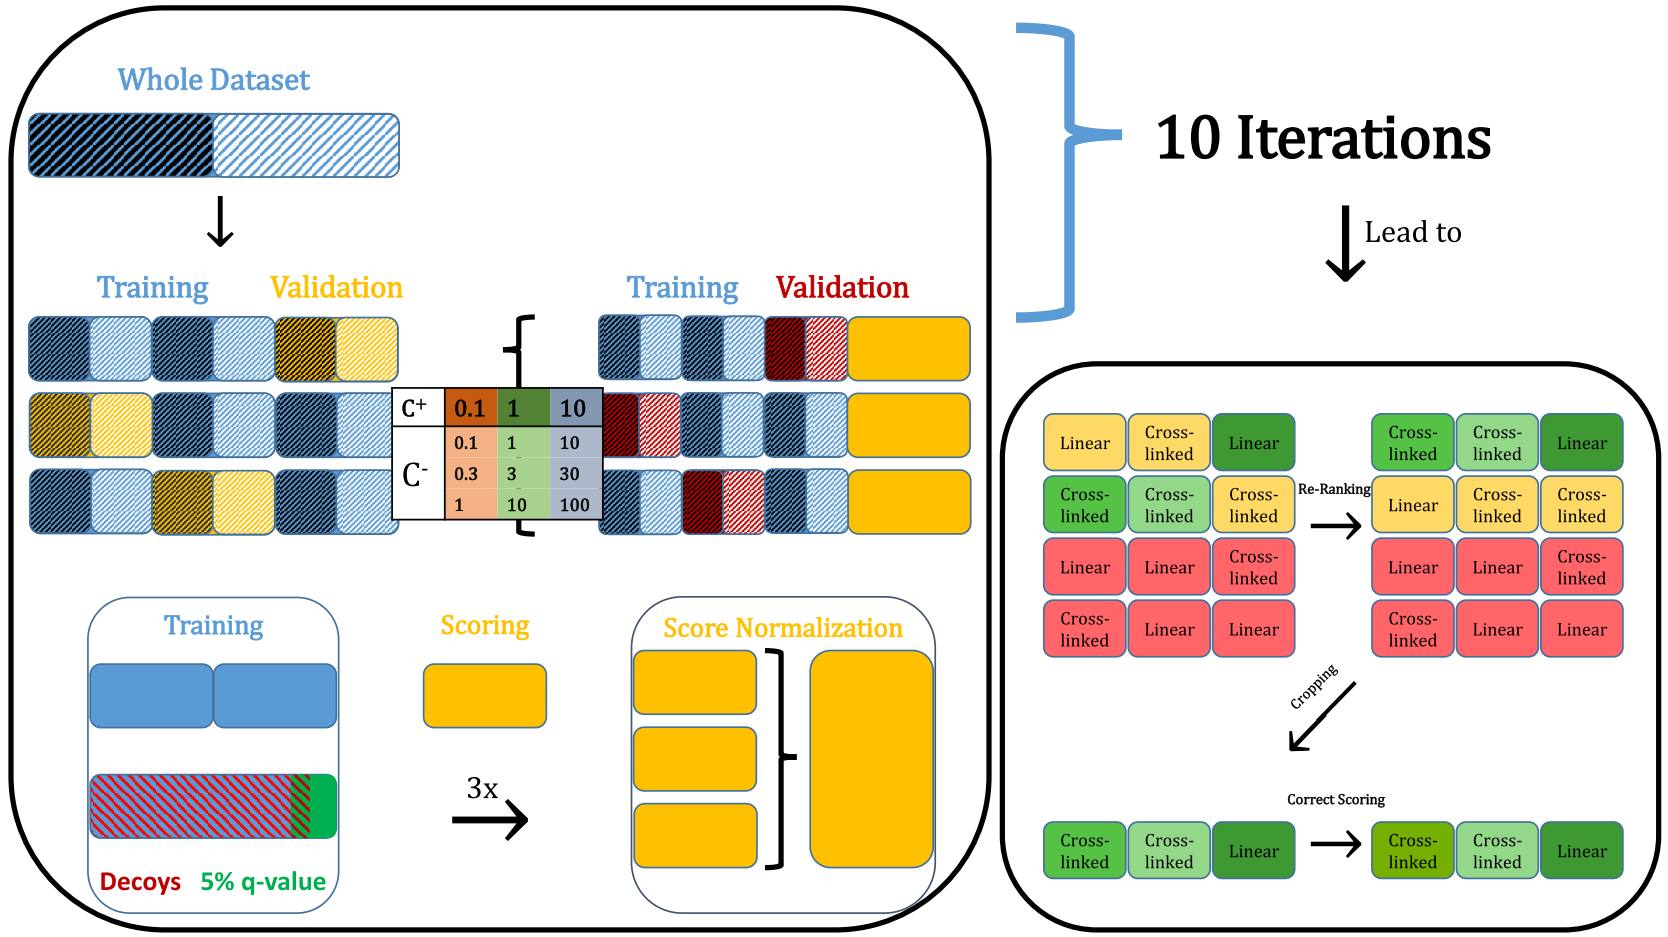 Whole Dataset
10 Iterations
Lead to
Training Validation
Training Validation
C+ 0.1 1 10
C- 0.1 1 10
0.3 3 30
1 10 100
Training
Decoys 5% q-value
Scoring
3x
Score Normalization
Linear Cross-linked Linear
Cross-linked Cross-linked Cross-linked
Linear Linear Cross-linked
Cross-linked Linear Linear
Re-Ranking
Cross-linked Cross-linked Linear
Linear Cross-linked Cross-linked
Linear Linear Cross-linked
Cross-linked Linear Linear
Cropping
Correct Scoring
Cross-linked Cross-linked Linear
Cross-linked Cross-linked Linear